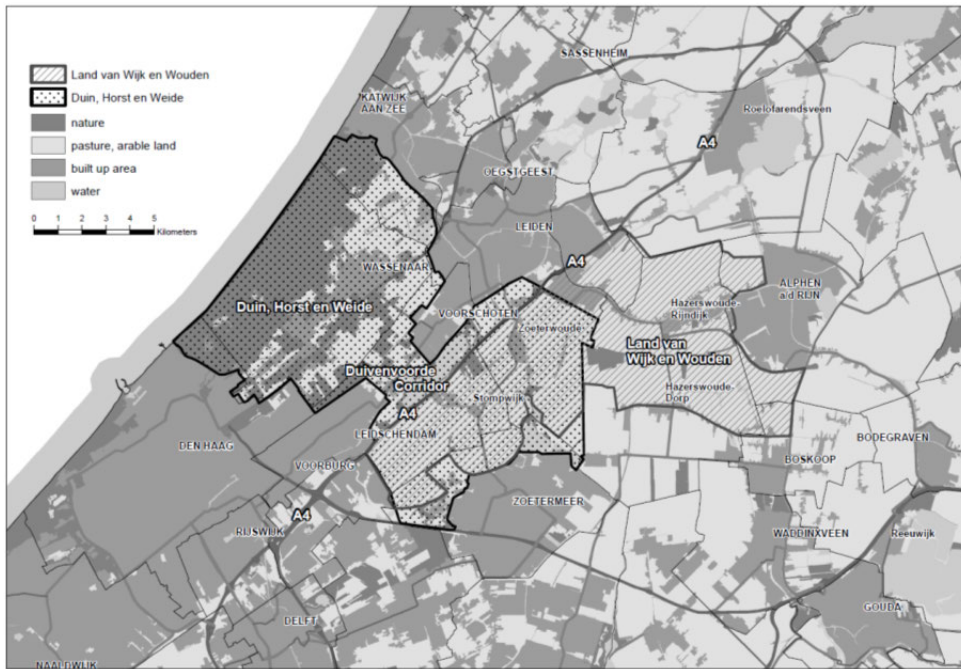 Land van Wijk en Wouden
Duin, Horst en Weide
nature
pasture, arable land
built up area
water
0 1 2 3 4 5
Kilometers
SASSENHEIM
KATWIJK
AAN ZEE
Roelofarendsveen
A4
OEGSTGEEST
LEIDEN
A4
WASSENAAR
ALPHEN
a/d RIJN
Hazerswoude-
Rijndijk
Duin, Horst en Weide
VOORSCHOTEN
Zoeterwoude
Land van
Wijk en Wouden
Duivenvoorde
Corridor
Stompwijk
Hazerswoude-
Dorp
A4
LEIDSCHENDAM
DEN HAAG
BODEGRAVEN
VOORBURG
BOSKOOP
ZOETERMEER
A4
RIJSWIJK
WADDINXVEEN
Reeuwijk
GOUDA
DELFT
NAALDWIJK